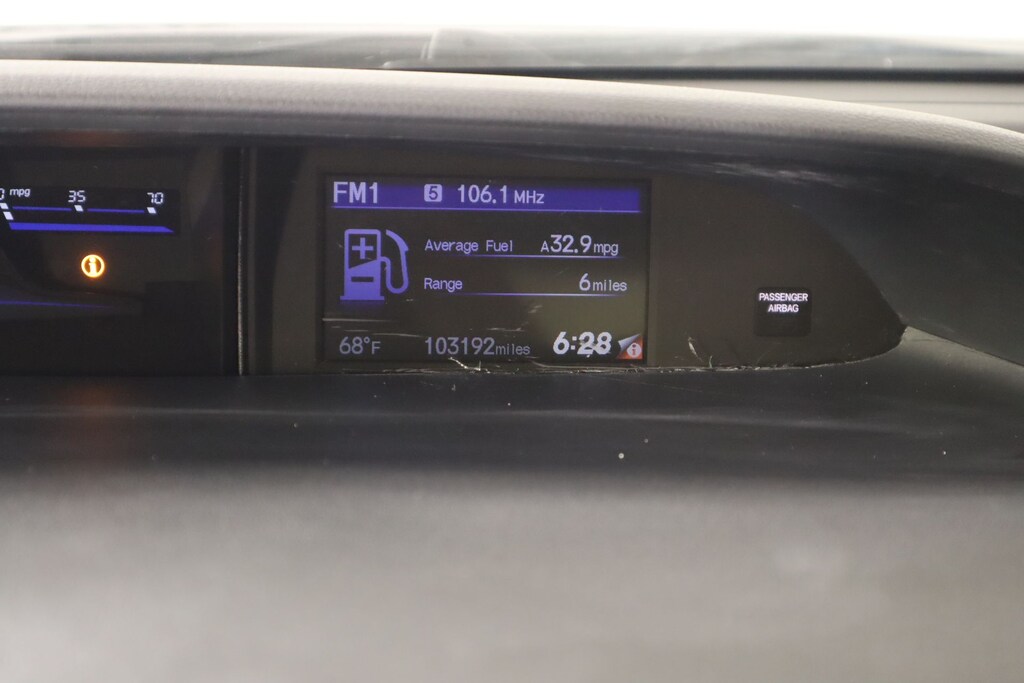 mpg 35 70
FM1 5 106.1 MHz
Average Fuel A32.9mpg
Range 6miles
68°F 103192miles 6:28
PASSENGER
AIRBAG